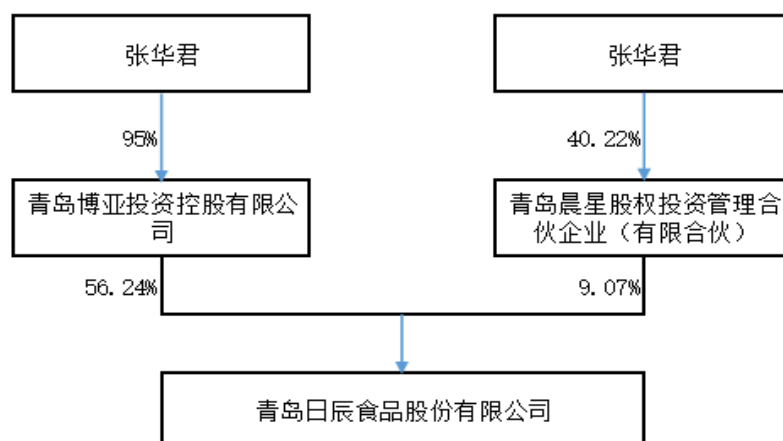 张华君
张华君
95%
40.22%
青岛博亚投资控股有限公
司
青岛晨星股权投资管理合
伙企业（有限合伙）
56.24%
9.07%
青岛日辰食品股份有限公司